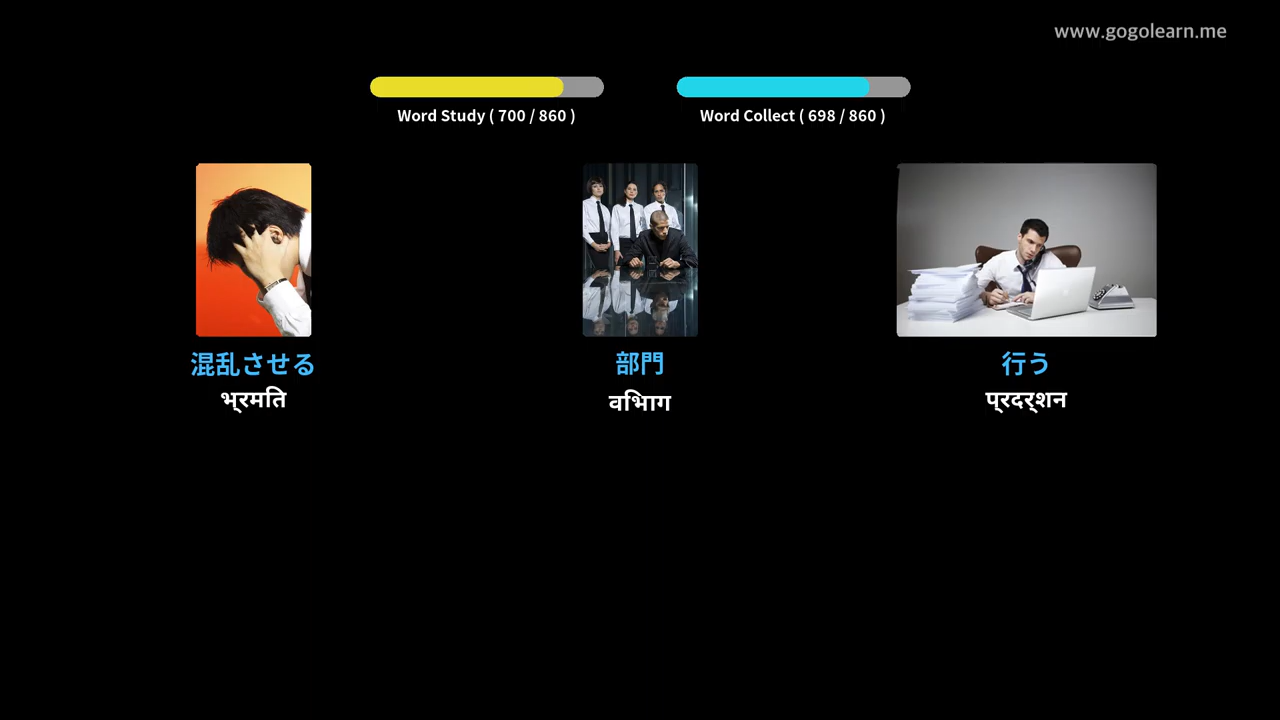 www.gogolearn.me
Word Study ( 700 / 860 )
Word Collect ( 698 / 860 )
混乱させる
部門
行う
भ्रमति
विभाग
प्रदर्शन